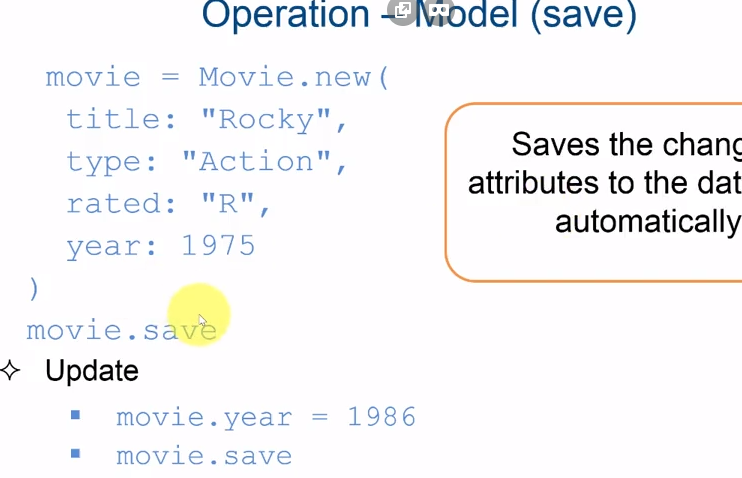 Operation – Model (save)
movie = Movie.new(
title: "Rocky",
type: "Action",
rated: "R",
year: 1975
)
movie.save
Saves the chang
attributes to the dat
automatically
Update
movie.year = 1986
movie.save